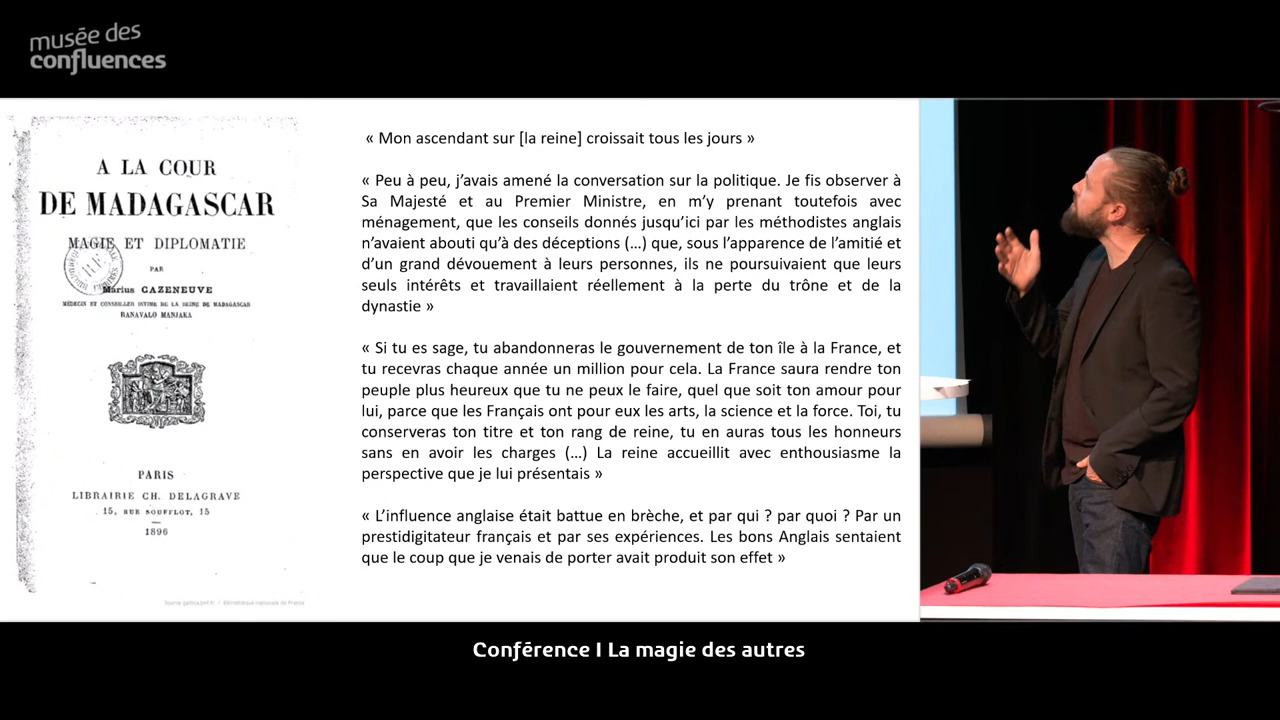 musée des
confluences
A LA COUR
DE MADAGASCAR
MAGIE ET DIPLOMATIE
PAR
Marius CAZENEUVE
MÉDECIN ET CONSEILLER INTIME DE LA REINE DE MADAGASCAR
RANAVALO MANJAKA
PARIS
LIBRAIRIE CH. DELAGRAVE
15, RUE SOUFFLOT, 15
1896
Source gallica.bnf.fr / Bibliothèque nationale de France
« Mon ascendant sur [la reine] croissait tous les jours »
« Peu à peu, j’avais amené la conversation sur la politique. Je fis observer à
Sa Majesté et au Premier Ministre, en m’y prenant toutefois avec
ménagement, que les conseils donnés jusqu’ici par les méthodistes anglais
n’avaient abouti qu’à des déceptions (…) que, sous l’apparence de l’amitié et
d’un grand dévouement à leurs personnes, ils ne poursuivaient que leurs
seuls intérêts et travaillaient réellement à la perte du trône et de la
dynastie »
« Si tu es sage, tu abandonneras le gouvernement de ton île à la France, et
tu recevras chaque année un million pour cela. La France saura rendre ton
peuple plus heureux que tu ne peux le faire, quel que soit ton amour pour
lui, parce que les Français ont pour eux les arts, la science et la force. Toi, tu
conserveras ton titre et ton rang de reine, tu en auras tous les honneurs
sans en avoir les charges (…) La reine accueillit avec enthousiasme la
perspective que je lui présentais »
« L’influence anglaise était battue en brèche, et par qui ? par quoi ? Par un
prestidigitateur français et par ses expériences. Les bons Anglais sentaient
que le coup que je venais de porter avait produit son effet »
Conférence I La magie des autres